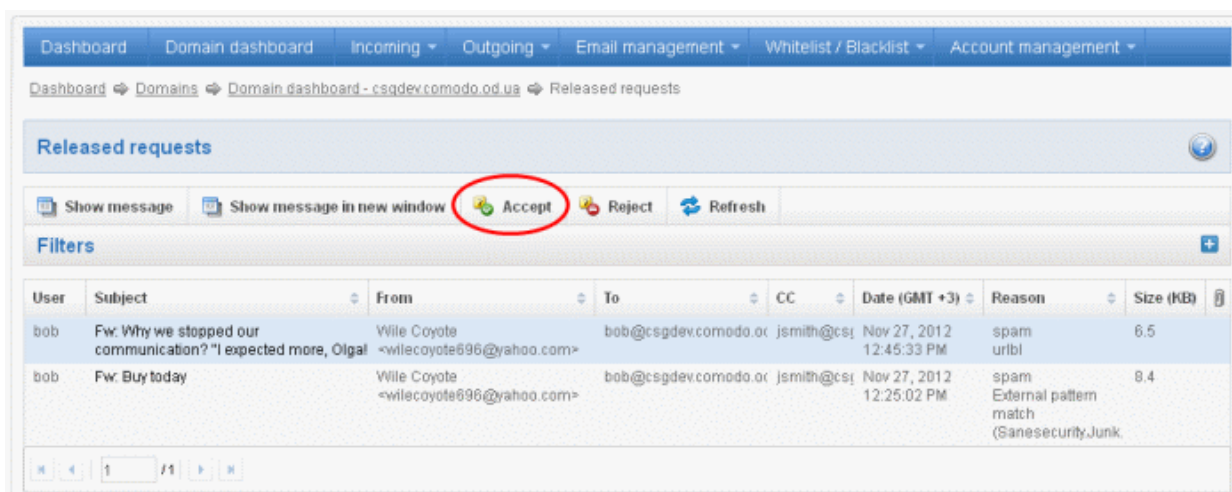 Dashboard Domain dashboard Incoming Outgoing Email management Whitelist / Blacklist Account management
Dashboard Domains Domain dashboard - csgdev.comodo.od.ua Released requests
Released requests
Show message Show message in new window Accept Reject Refresh
Filters
User Subject From To CC Date (GMT +3) Reason Size (KB)
bob Fw: Why we stopped our Wile Coyote bob@csgdev.comodo.oc jsmith@csg Nov 27, 2012 spam 6.5
communication? "I expected more, Olga! <wilecoyote696@yahoo.com> 12:45:33 PM urlbl
bob Fw: Buy today Wile Coyote bob@csgdev.comodo.oc jsmith@csg Nov 27, 2012 spam 8.4
<wilecoyote696@yahoo.com> 12:25:02 PM External pattern
match
(Sanesecurity.Junk.
1 /1